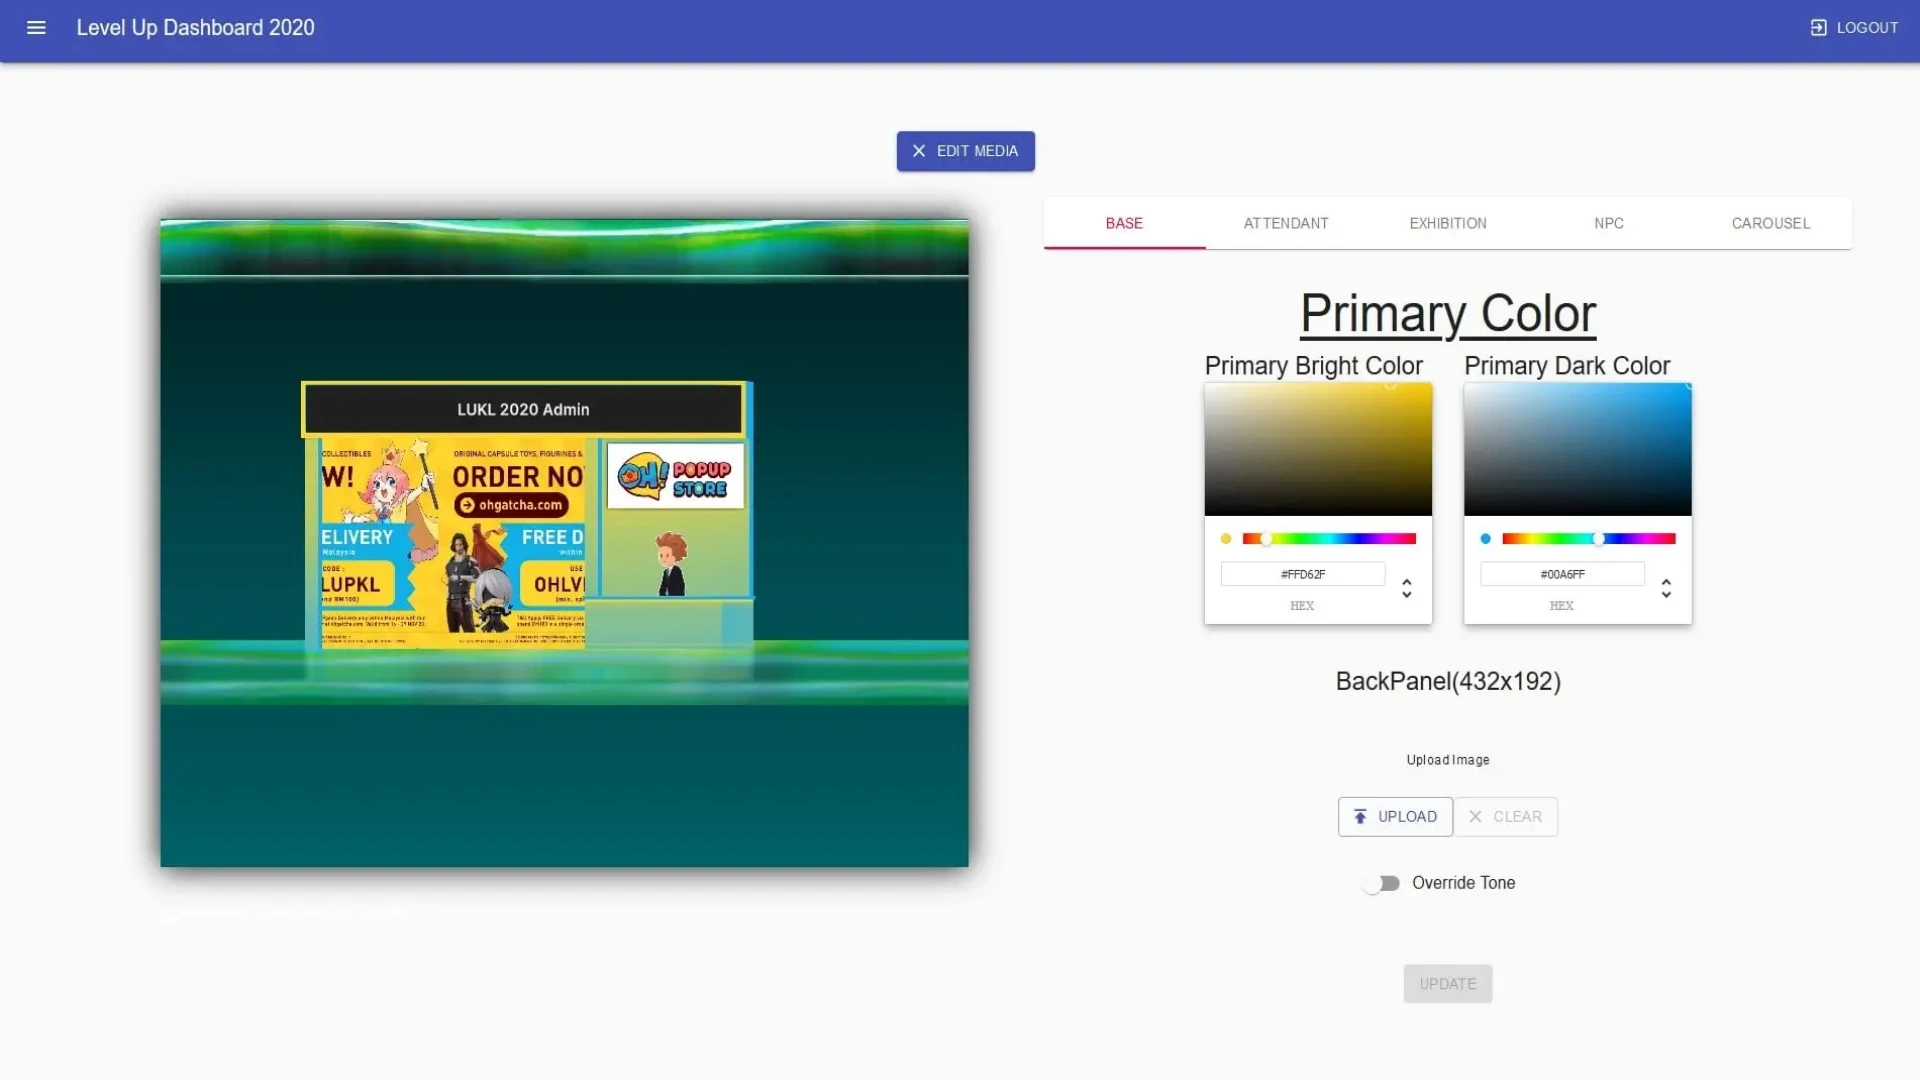 Level Up Dashboard 2020
LOGOUT
EDIT MEDIA
BASE
ATTENDANT
EXHIBITION
NPC
CAROUSEL
LUKL 2020 Admin
COLLECTIBLES
W!
ELIVERY
Malaysia
CODE :
LUPKL
ORIGINAL CAPSULE TOYS, FIGURINES &
ORDER NO
ohgatcha.com
FREE D
within
USE
OHLV
OH! POPUP
STORE
Primary Color
Primary Bright Color
#FFD62F
HEX
Primary Dark Color
#00A6FF
HEX
BackPanel(432x192)
Upload Image
UPLOAD
CLEAR
Override Tone
UPDATE